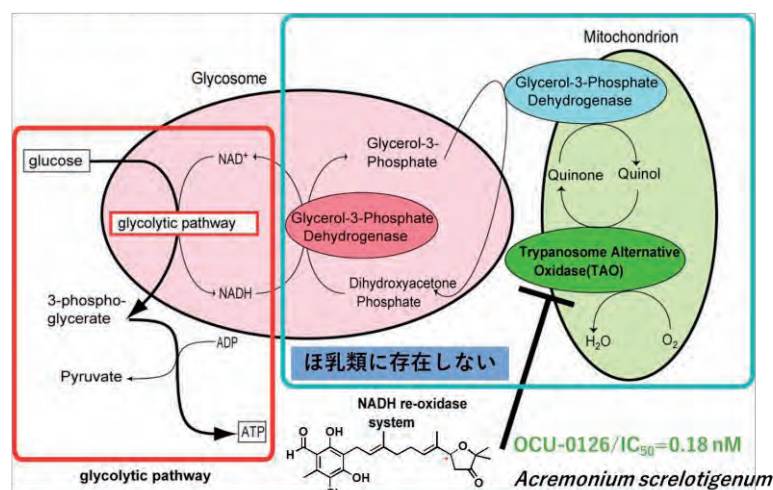 Mitochondrion
Glycosome
Glycerol-3-Phosphate
Dehydrogenase
glucose
NAD⁺
Glycerol-3-
Phosphate
Quinone
Quinol
glycolytic pathway
Glycerol-3-Phosphate
Dehydrogenase
Trypanosome Alternative
Oxidase(TAO)
NADH
Dihydroxyacetone
Phosphate
3-phospho-
glycerate
ADP
H₂O
O₂
ほ乳類に存在しない
Pyruvate
ATP
NADH re-oxidase
system
OHC
OH
O
OH
OCU-0126/IC₅₀=0.18 nM
Acremonium screlotigenum
glycolytic pathway